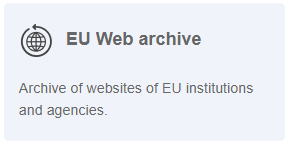 EU Web archive
Archive of websites of EU institutions
and agencies.